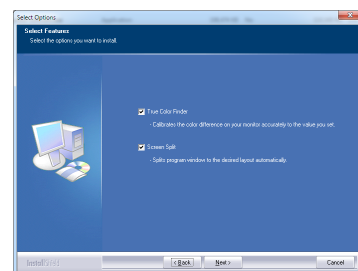 Select Options
Select Features
Select the options you want to install.
True Color Finder
- Calibrates the color difference on your monitor accurately to the value you set.
Screen Split
- Splits program window to the desired layout automatically.
InstallShield
< Back
Next >
Cancel